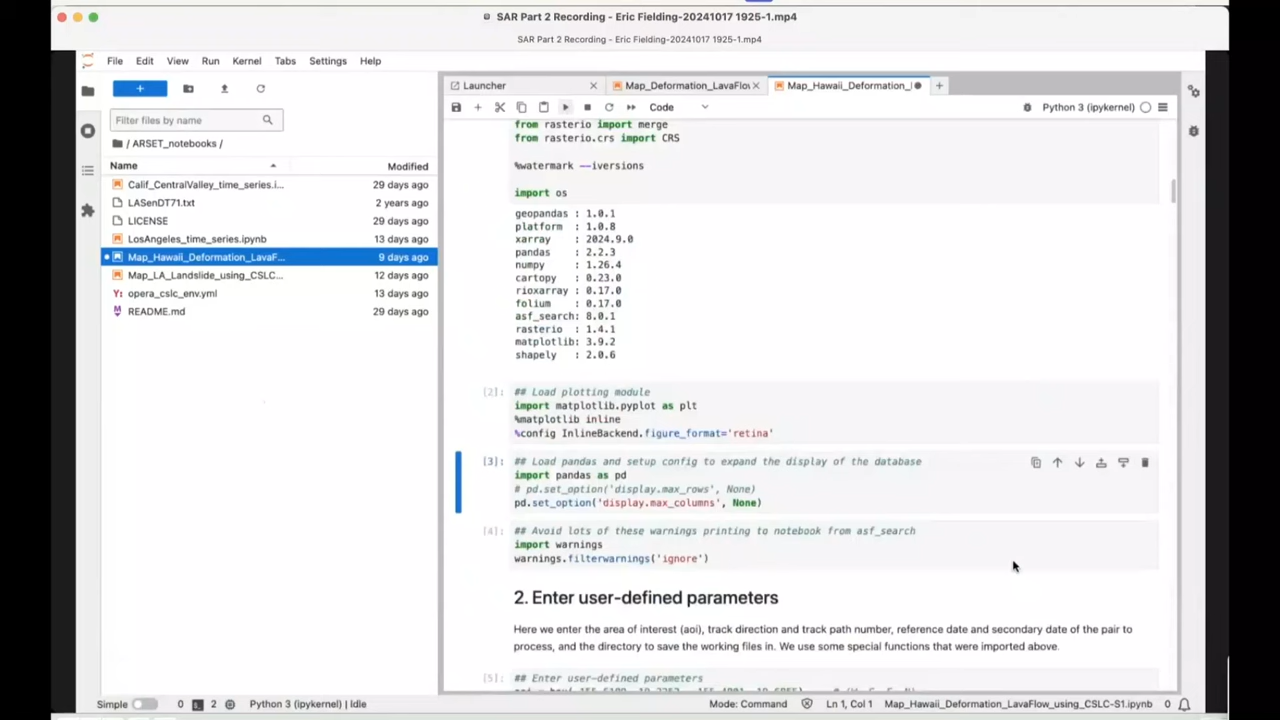 SAR Part 2 Recording - Eric Fielding-20241017 1925-1.mp4
SAR Part 2 Recording - Eric Fielding-20241017 1925-1.mp4
File Edit View Run Kernel Tabs Settings Help
Filter files by name
/ ARSET_notebooks /
Name Modified
Calif_CentralValley_time_series.i... 29 days ago
LASenDT71.txt 2 years ago
LICENSE 29 days ago
LosAngeles_time_series.ipynb 13 days ago
Map_Hawaii_Deformation_LavaF... 9 days ago
Map_LA_Landslide_using_CSLC... 12 days ago
opera_cslc_env.yml 13 days ago
README.md 29 days ago
Launcher Map_Deformation_LavaFlow Map_Hawaii_Deformation_
Code Python 3 (ipykernel)
from rasterio import merge
from rasterio.crs import CRS
%watermark --iversions
import os
geopandas : 1.0.1
platform : 1.0.8
xarray : 2024.9.0
pandas : 2.2.3
numpy : 1.26.4
cartopy : 0.23.0
rioxarray : 0.17.0
folium : 0.17.0
asf_search: 8.0.1
rasterio : 1.4.1
matplotlib: 3.9.2
shapely : 2.0.6
[2]: ## Load plotting module
import matplotlib.pyplot as plt
%matplotlib inline
%config InlineBackend.figure_format='retina'
[3]: ## Load pandas and setup config to expand the display of the database
import pandas as pd
# pd.set_option('display.max_rows', None)
pd.set_option('display.max_columns', None)
[4]: ## Avoid lots of these warnings printing to notebook from asf_search
import warnings
warnings.filterwarnings('ignore')
2. Enter user-defined parameters
Here we enter the area of interest (aoi), track direction and track path number, reference date and secondary date of the pair to
process, and the directory to save the working files in. We use some special functions that were imported above.
[5]: ## Enter user-defined parameters
Simple 0 2 Python 3 (ipykernel) | Idle Mode: Command Ln 1, Col 1 Map_Hawaii_Deformation_LavaFlow_using_CSLC-S1.ipynb 0